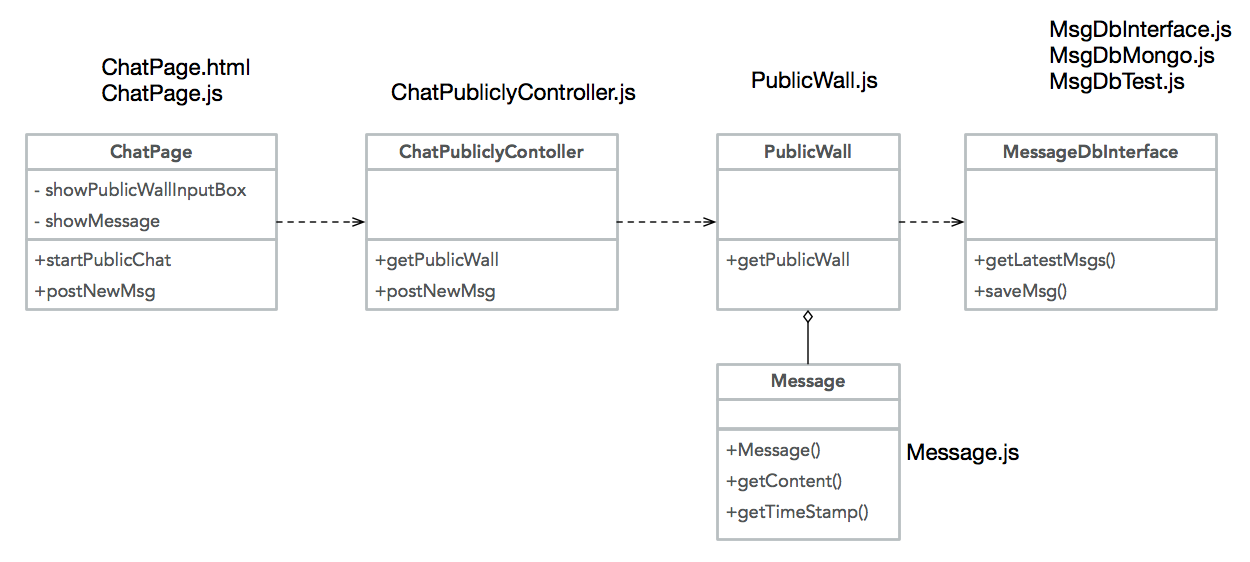 MsgDbInterface.js
MsgDbMongo.js
MsgDbTest.js
ChatPage.html
ChatPage.js
ChatPubliclyController.js
PublicWall.js
ChatPage
- showPublicWallInputBox
- showMessage
+startPublicChat
+postNewMsg
ChatPubliclyContoller
+getPublicWall
+postNewMsg
PublicWall
+getPublicWall
MessageDbInterface
+getLatestMsgs()
+saveMsg()
Message
+Message()
+getContent()
+getTimeStamp()
Message.js